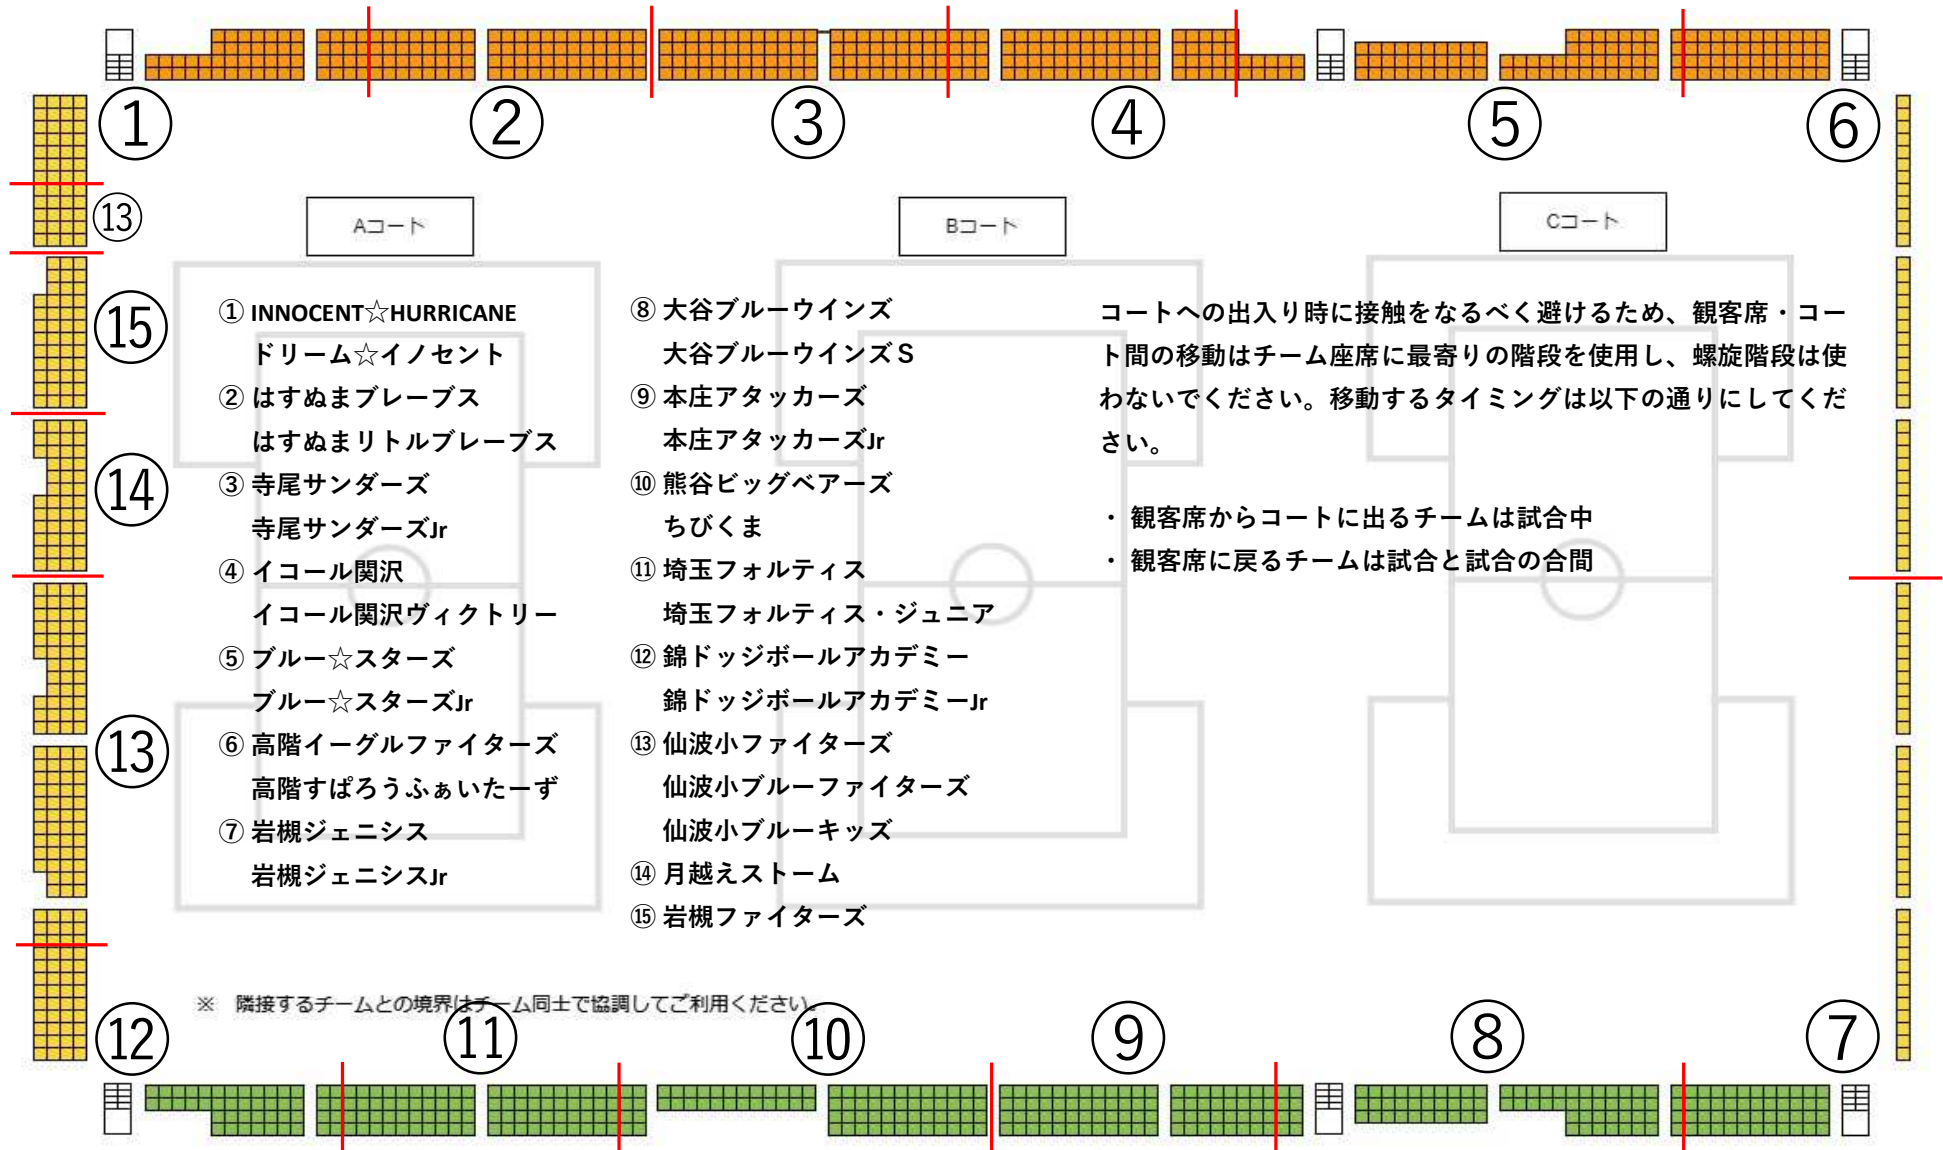 ① ② ③ ④ ⑤ ⑥
⑬
⑮
⑭
⑬
Aコート
Bコート
Cコート
① INNOCENT☆HURRICANE
ドリーム☆イノセント
② はすぬまブレーブス
はすぬまリトルブレーブス
③ 寺尾サンダーズ
寺尾サンダーズJr
④ イコール関沢
イコール関沢ヴィクトリー
⑤ ブルー☆スターズ
ブルー☆スターズJr
⑥ 高階イーグルファイターズ
高階すぱろうふぁいたーず
⑦ 岩槻ジェニシス
岩槻ジェニシスJr
⑧ 大谷ブルーウインズ
大谷ブルーウインズS
⑨ 本庄アタッカーズ
本庄アタッカーズJr
⑩ 熊谷ビッグベアーズ
ちびくま
⑪ 埼玉フォルティス
埼玉フォルティス・ジュニア
⑫ 錦ドッジボールアカデミー
錦ドッジボールアカデミーJr
⑬ 仙波小ファイターズ
仙波小ブルーファイターズ
仙波小ブルーキッズ
⑭ 月越えストーム
⑮ 岩槻ファイターズ
コートへの出入り時に接触をなるべく避けるため、観客席・コー
ト間の移動はチーム座席に最寄りの階段を使用し、螺旋階段は使
わないでください。移動するタイミングは以下の通りにしてくだ
さい。
・ 観客席からコートに出るチームは試合中
・ 観客席に戻るチームは試合と試合の合間
※ 隣接するチームとの境界はチーム同士で協調してご利用ください。
⑫ ⑪ ⑩ ⑨ ⑧ ⑦